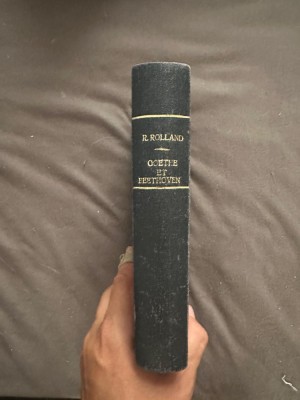 R. ROLLAND
GOETHE
ET
BEETHOVEN